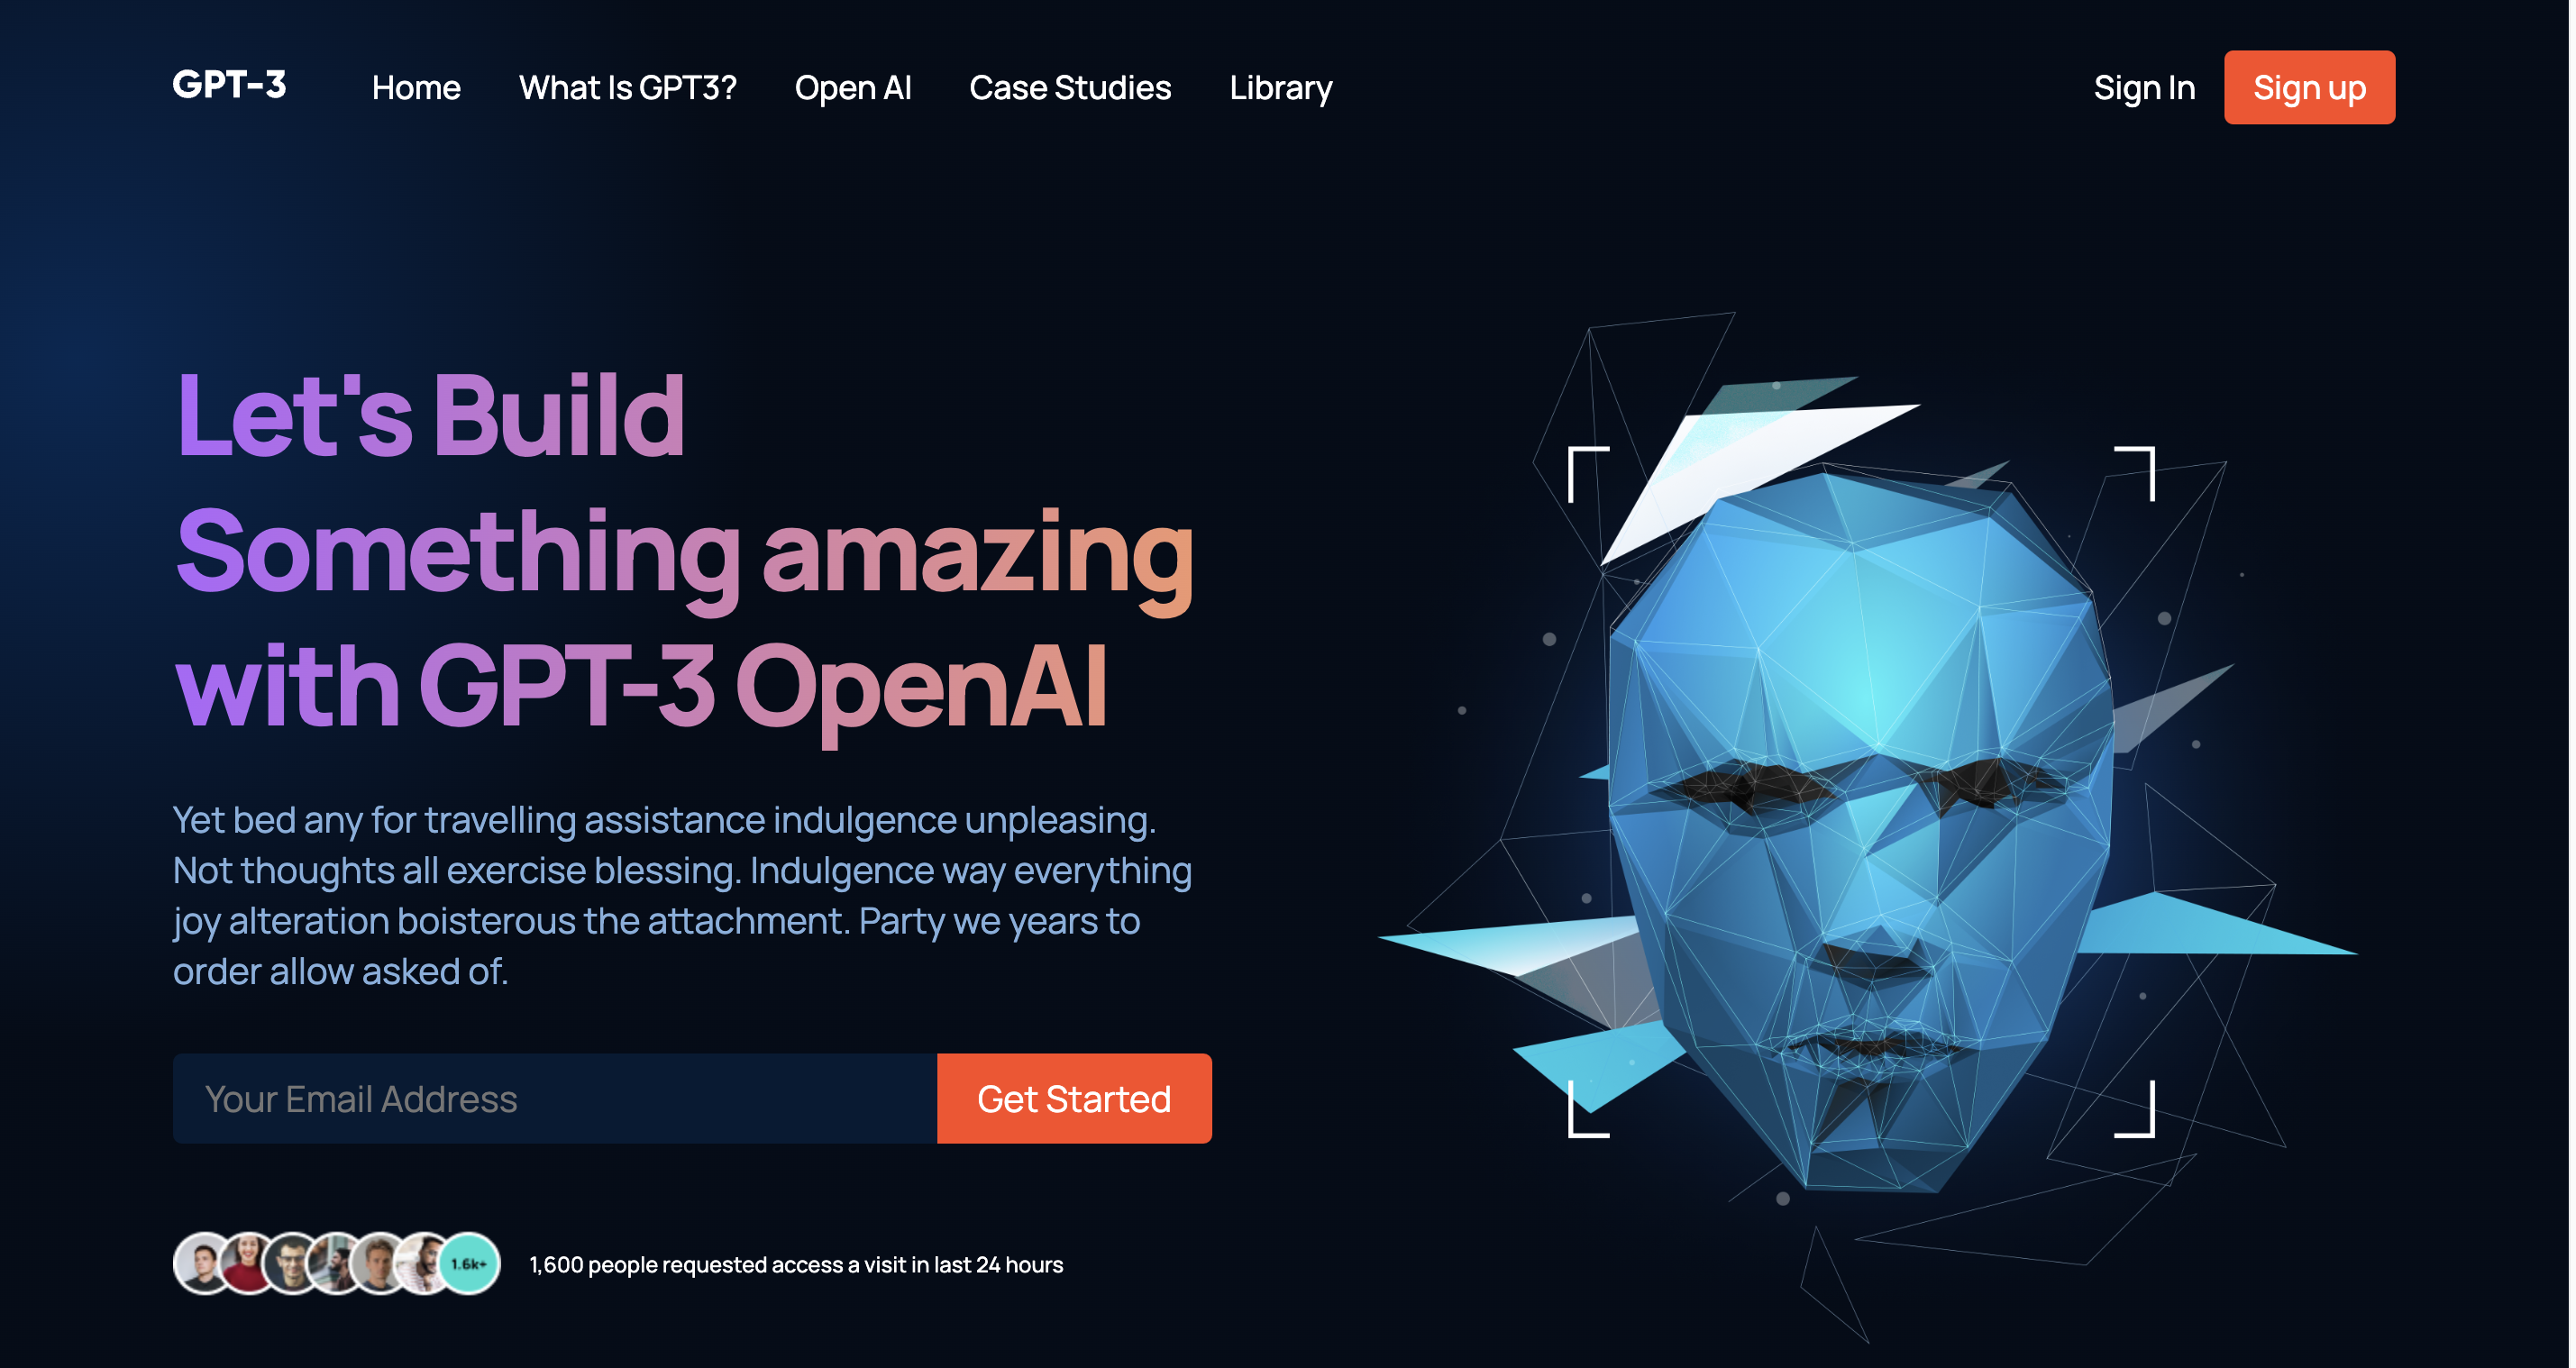 GPT-3
Home
What Is GPT3?
Open AI
Case Studies
Library
Sign In
Sign up
Let's Build
Something amazing
with GPT-3 OpenAI
Yet bed any for travelling assistance indulgence unpleasing.
Not thoughts all exercise blessing. Indulgence way everything
joy alteration boisterous the attachment. Party we years to
order allow asked of.
Your Email Address
Get Started
1.6k+
1,600 people requested access a visit in last 24 hours